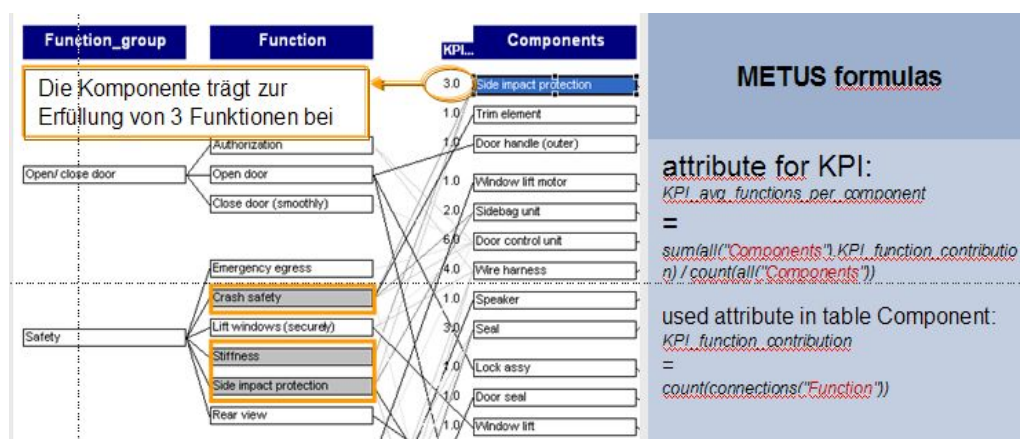 Function_group
Function
KPI...
Components
Die Komponente trägt zur
Erfüllung von 3 Funktionen bei
3.0
Side impact protection
1.0
Trim element
Authorization
1.0
Door handle (outer)
Open/ close door
Open door
1.0
Window lift motor
Close door (smoothly)
2.0
Sidebag unit
6.0
Door control unit
Emergency egress
4.0
Wire harness
Crash safety
1.0
Speaker
Safety
Lift windows (securely)
3.0
Seal
Stiffness
1.0
Lock assy
Side impact protection
1.0
Door seal
Rear view
1.0
Window lift
METUS formulas
attribute for KPI:
KPI_avg_functions_per_component
=
sum(all("Components").KPI_function_contributio
n) / count(all("Components"))
used attribute in table Component:
KPI_function_contribution
=
count(connections("Function"))